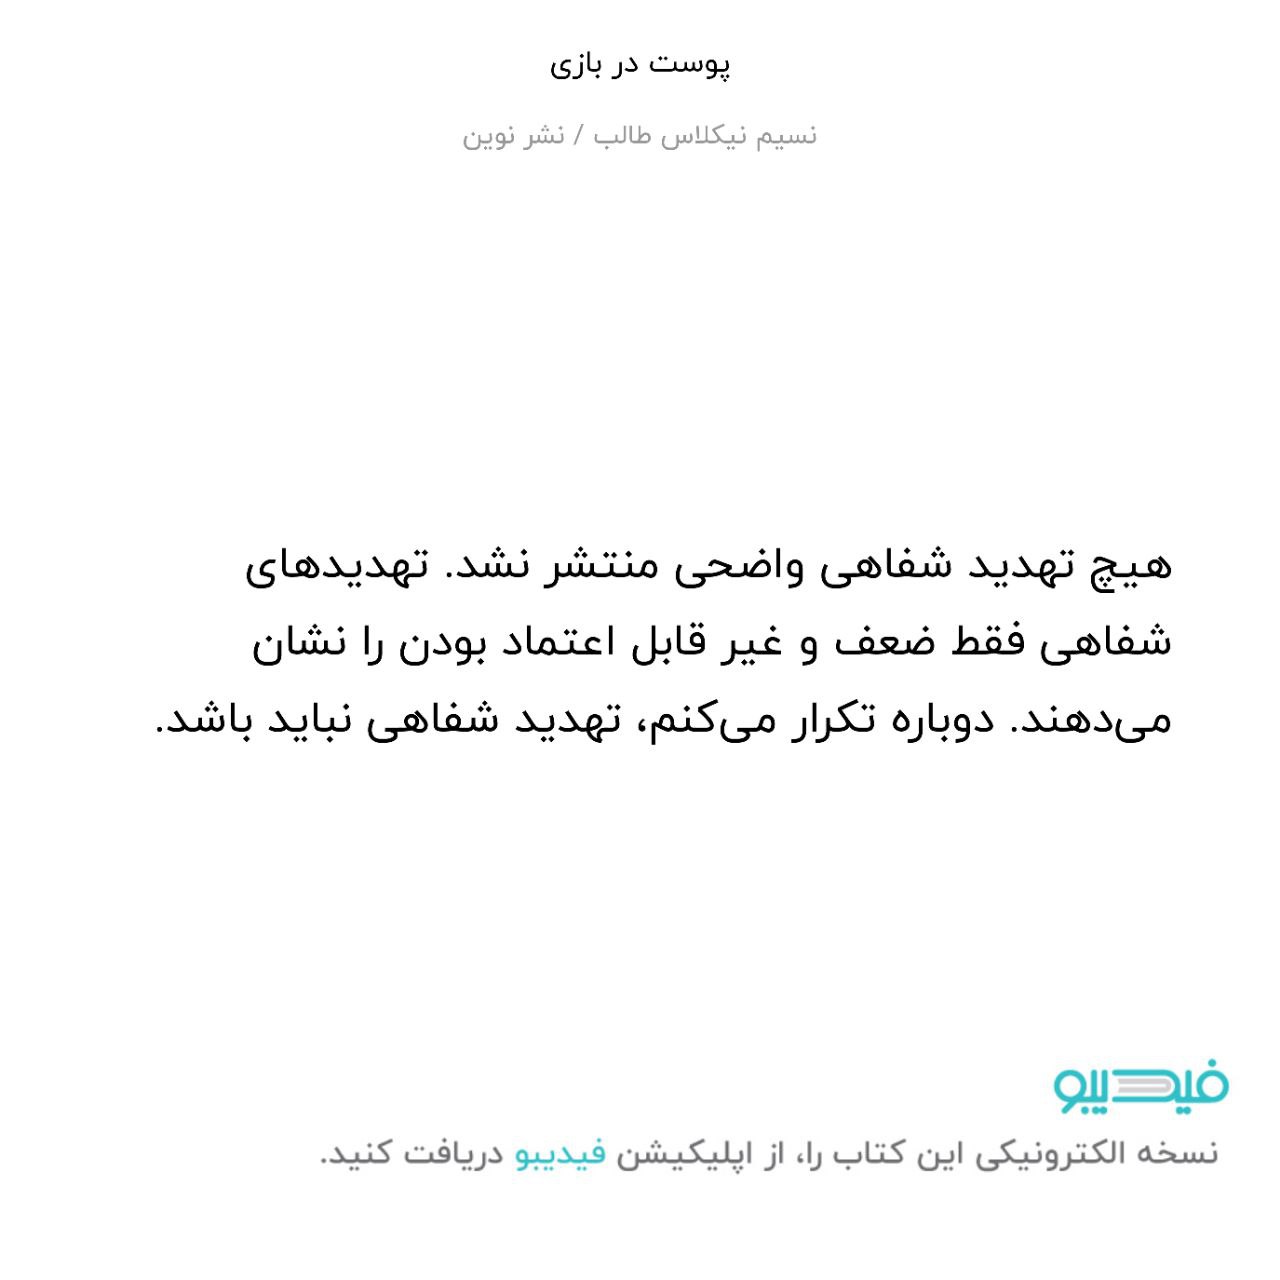 پوست در بازی
نسیم نیکلاس طالب / نشر نوین
هیچ تهدید شفاهی واضحی منتشر نشد. تهدیدهای
شفاهی فقط ضعف و غیر قابل اعتماد بودن را نشان
می‌دهند. دوباره تکرار می‌کنم، تهدید شفاهی نباید باشد.
فیدیبو
نسخه الکترونیکی این کتاب را، از اپلیکیشن فیدیبو دریافت کنید.